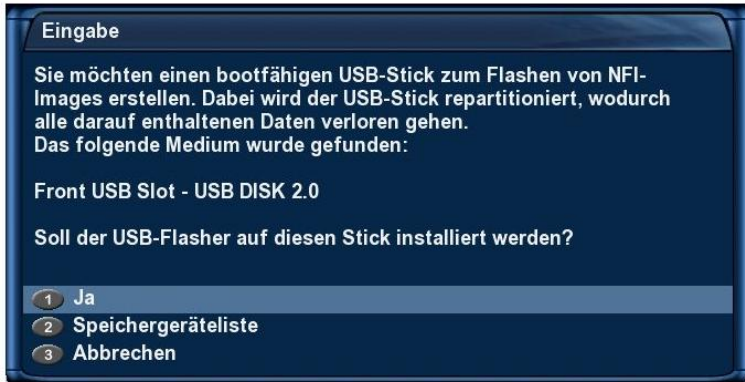 Eingabe
Sie möchten einen bootfähigen USB-Stick zum Flashen von NFI-
Images erstellen. Dabei wird der USB-Stick repartitioniert, wodurch
alle darauf enthaltenen Daten verloren gehen.
Das folgende Medium wurde gefunden:
Front USB Slot - USB DISK 2.0
Soll der USB-Flasher auf diesen Stick installiert werden?
1 Ja
2 Speichergeräteliste
3 Abbrechen